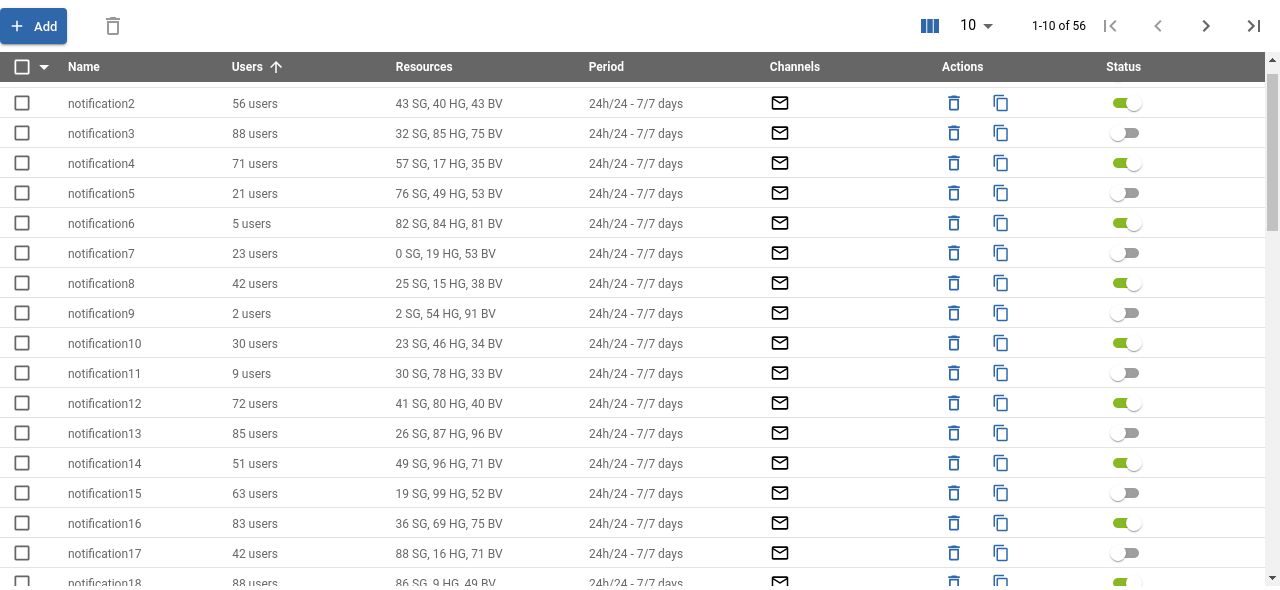 Add 10 1-10 of 56
Name Users Resources Period Channels Actions Status
notification2 56 users 43 SG, 40 HG, 43 BV 24h/24 - 7/7 days
notification3 88 users 32 SG, 85 HG, 75 BV 24h/24 - 7/7 days
notification4 71 users 57 SG, 17 HG, 35 BV 24h/24 - 7/7 days
notification5 21 users 76 SG, 49 HG, 53 BV 24h/24 - 7/7 days
notification6 5 users 82 SG, 84 HG, 81 BV 24h/24 - 7/7 days
notification7 23 users 0 SG, 19 HG, 53 BV 24h/24 - 7/7 days
notification8 42 users 25 SG, 15 HG, 38 BV 24h/24 - 7/7 days
notification9 2 users 2 SG, 54 HG, 91 BV 24h/24 - 7/7 days
notification10 30 users 23 SG, 46 HG, 34 BV 24h/24 - 7/7 days
notification11 9 users 30 SG, 78 HG, 33 BV 24h/24 - 7/7 days
notification12 72 users 41 SG, 80 HG, 40 BV 24h/24 - 7/7 days
notification13 85 users 26 SG, 87 HG, 96 BV 24h/24 - 7/7 days
notification14 51 users 49 SG, 96 HG, 71 BV 24h/24 - 7/7 days
notification15 63 users 19 SG, 99 HG, 52 BV 24h/24 - 7/7 days
notification16 83 users 36 SG, 69 HG, 75 BV 24h/24 - 7/7 days
notification17 42 users 88 SG, 16 HG, 71 BV 24h/24 - 7/7 days
notification18 88 users 86 SG, 9 HG, 49 BV 24h/24 - 7/7 days